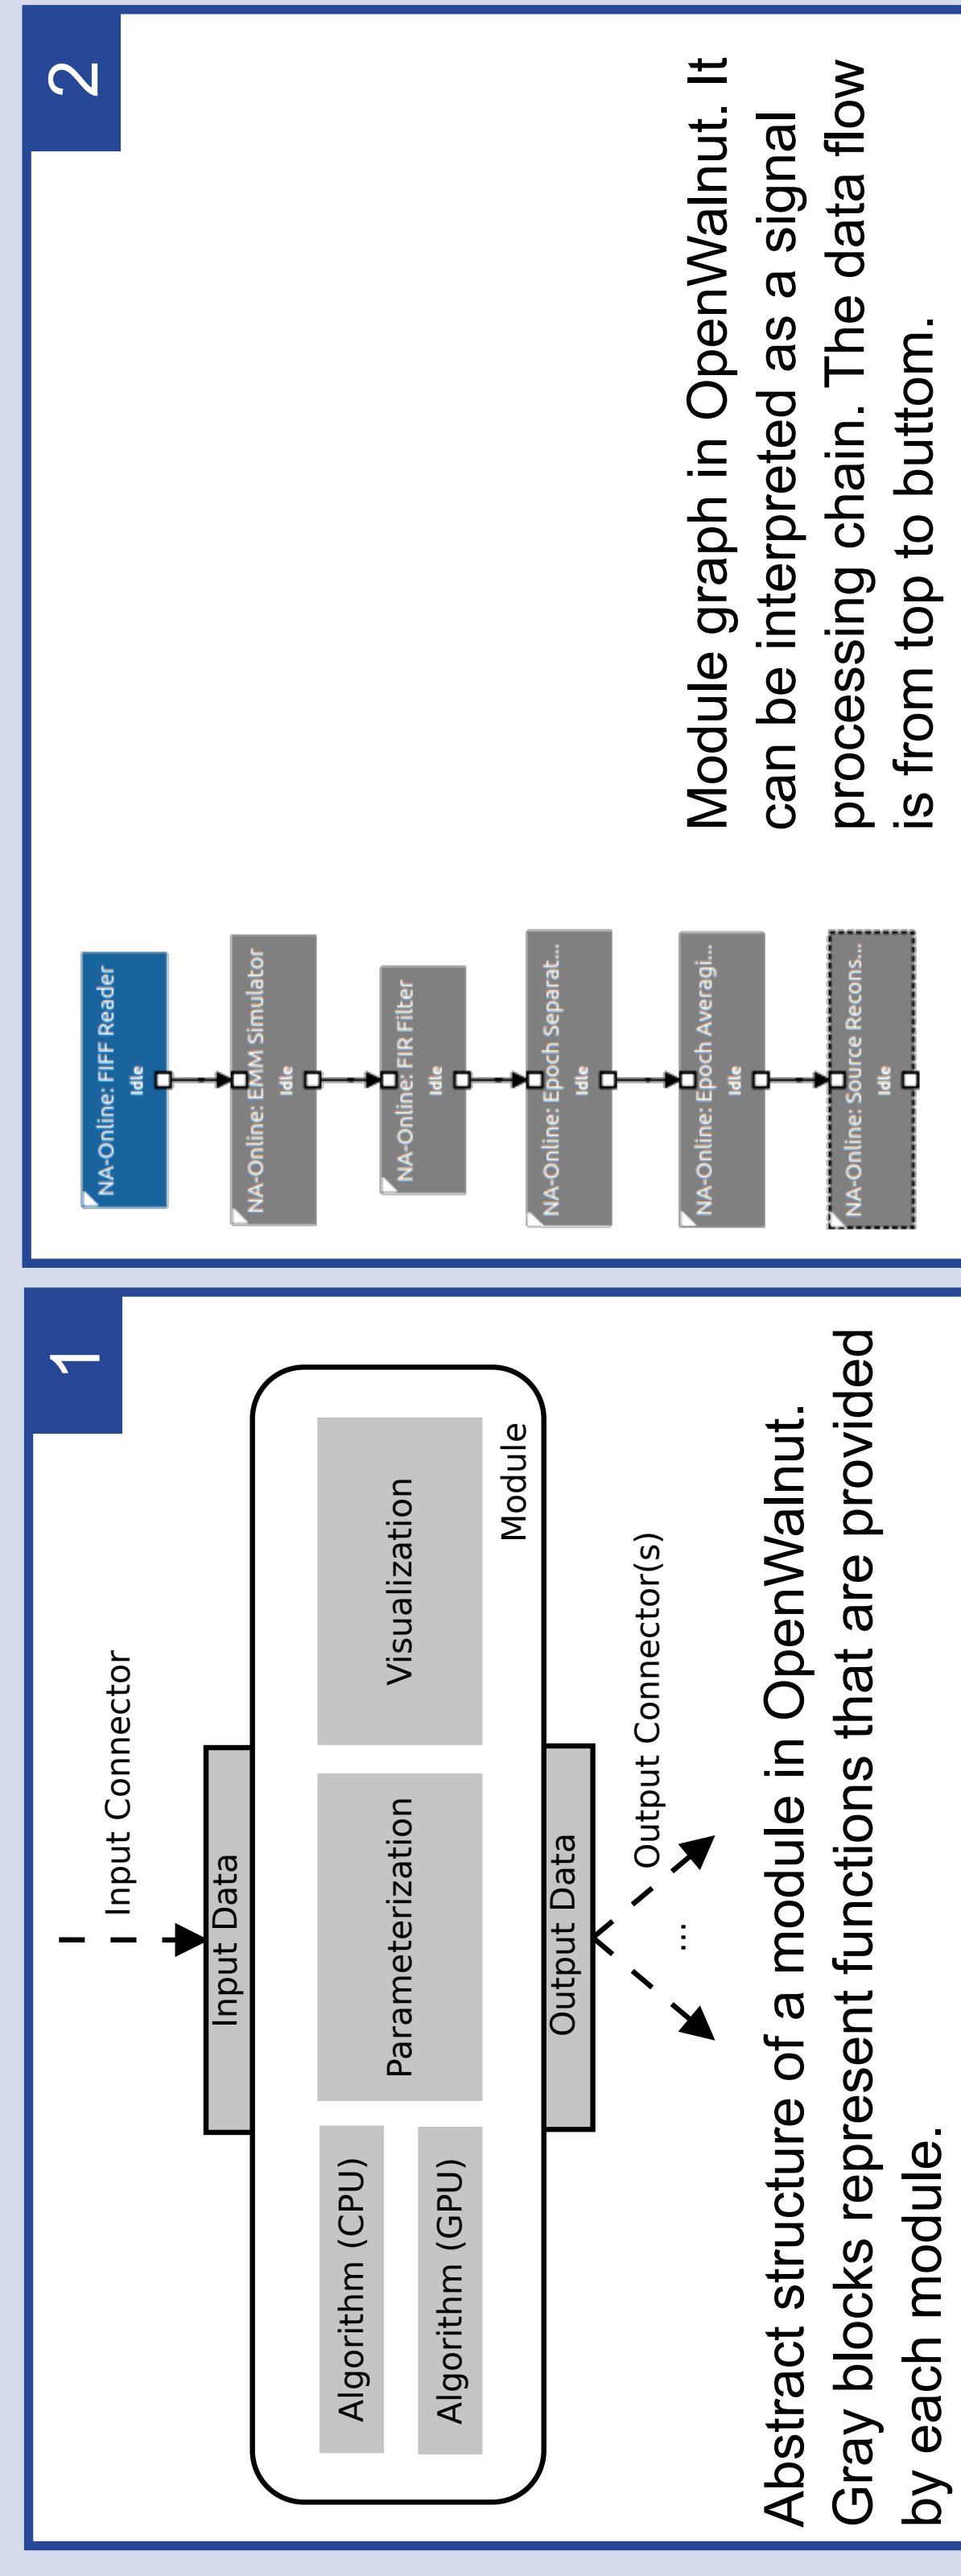 1
Input Connector
Input Data
Algorithm (CPU)
Algorithm (GPU)
Parameterization
Visualization
Module
Output Data
Output Connector(s)
...
Abstract structure of a module in OpenWalnut.
Gray blocks represent functions that are provided
by each module.
2
NA-Online: FIFF Reader
Idle
NA-Online: EMM Simulator
Idle
NA-Online: FIR Filter
Idle
NA-Online: Epoch Separat...
Idle
NA-Online: Epoch Averagi...
Idle
NA-Online: Source Recons...
Idle
Module graph in OpenWalnut. It
can be interpreted as a signal
processing chain. The data flow
is from top to buttom.